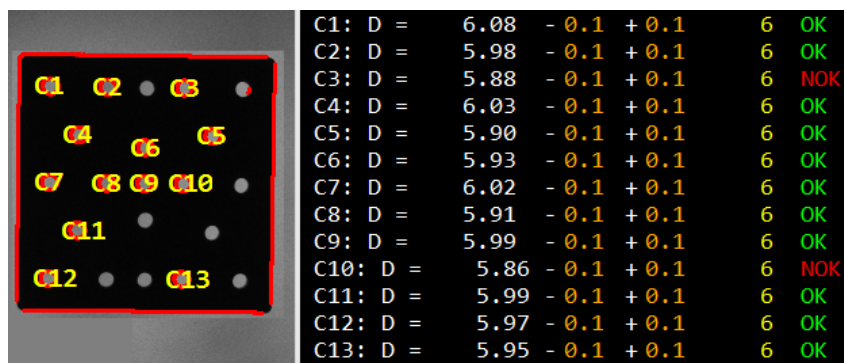 C1 C2 C3
C4 C5
C6
C7 C8 C9 C10
C11
C12 C13
C1: D = 6.08 - 0.1 + 0.1 6 OK
C2: D = 5.98 - 0.1 + 0.1 6 OK
C3: D = 5.88 - 0.1 + 0.1 6 NOK
C4: D = 6.03 - 0.1 + 0.1 6 OK
C5: D = 5.90 - 0.1 + 0.1 6 OK
C6: D = 5.93 - 0.1 + 0.1 6 OK
C7: D = 6.02 - 0.1 + 0.1 6 OK
C8: D = 5.91 - 0.1 + 0.1 6 OK
C9: D = 5.99 - 0.1 + 0.1 6 OK
C10: D = 5.86 - 0.1 + 0.1 6 NOK
C11: D = 5.99 - 0.1 + 0.1 6 OK
C12: D = 5.97 - 0.1 + 0.1 6 OK
C13: D = 5.95 - 0.1 + 0.1 6 OK